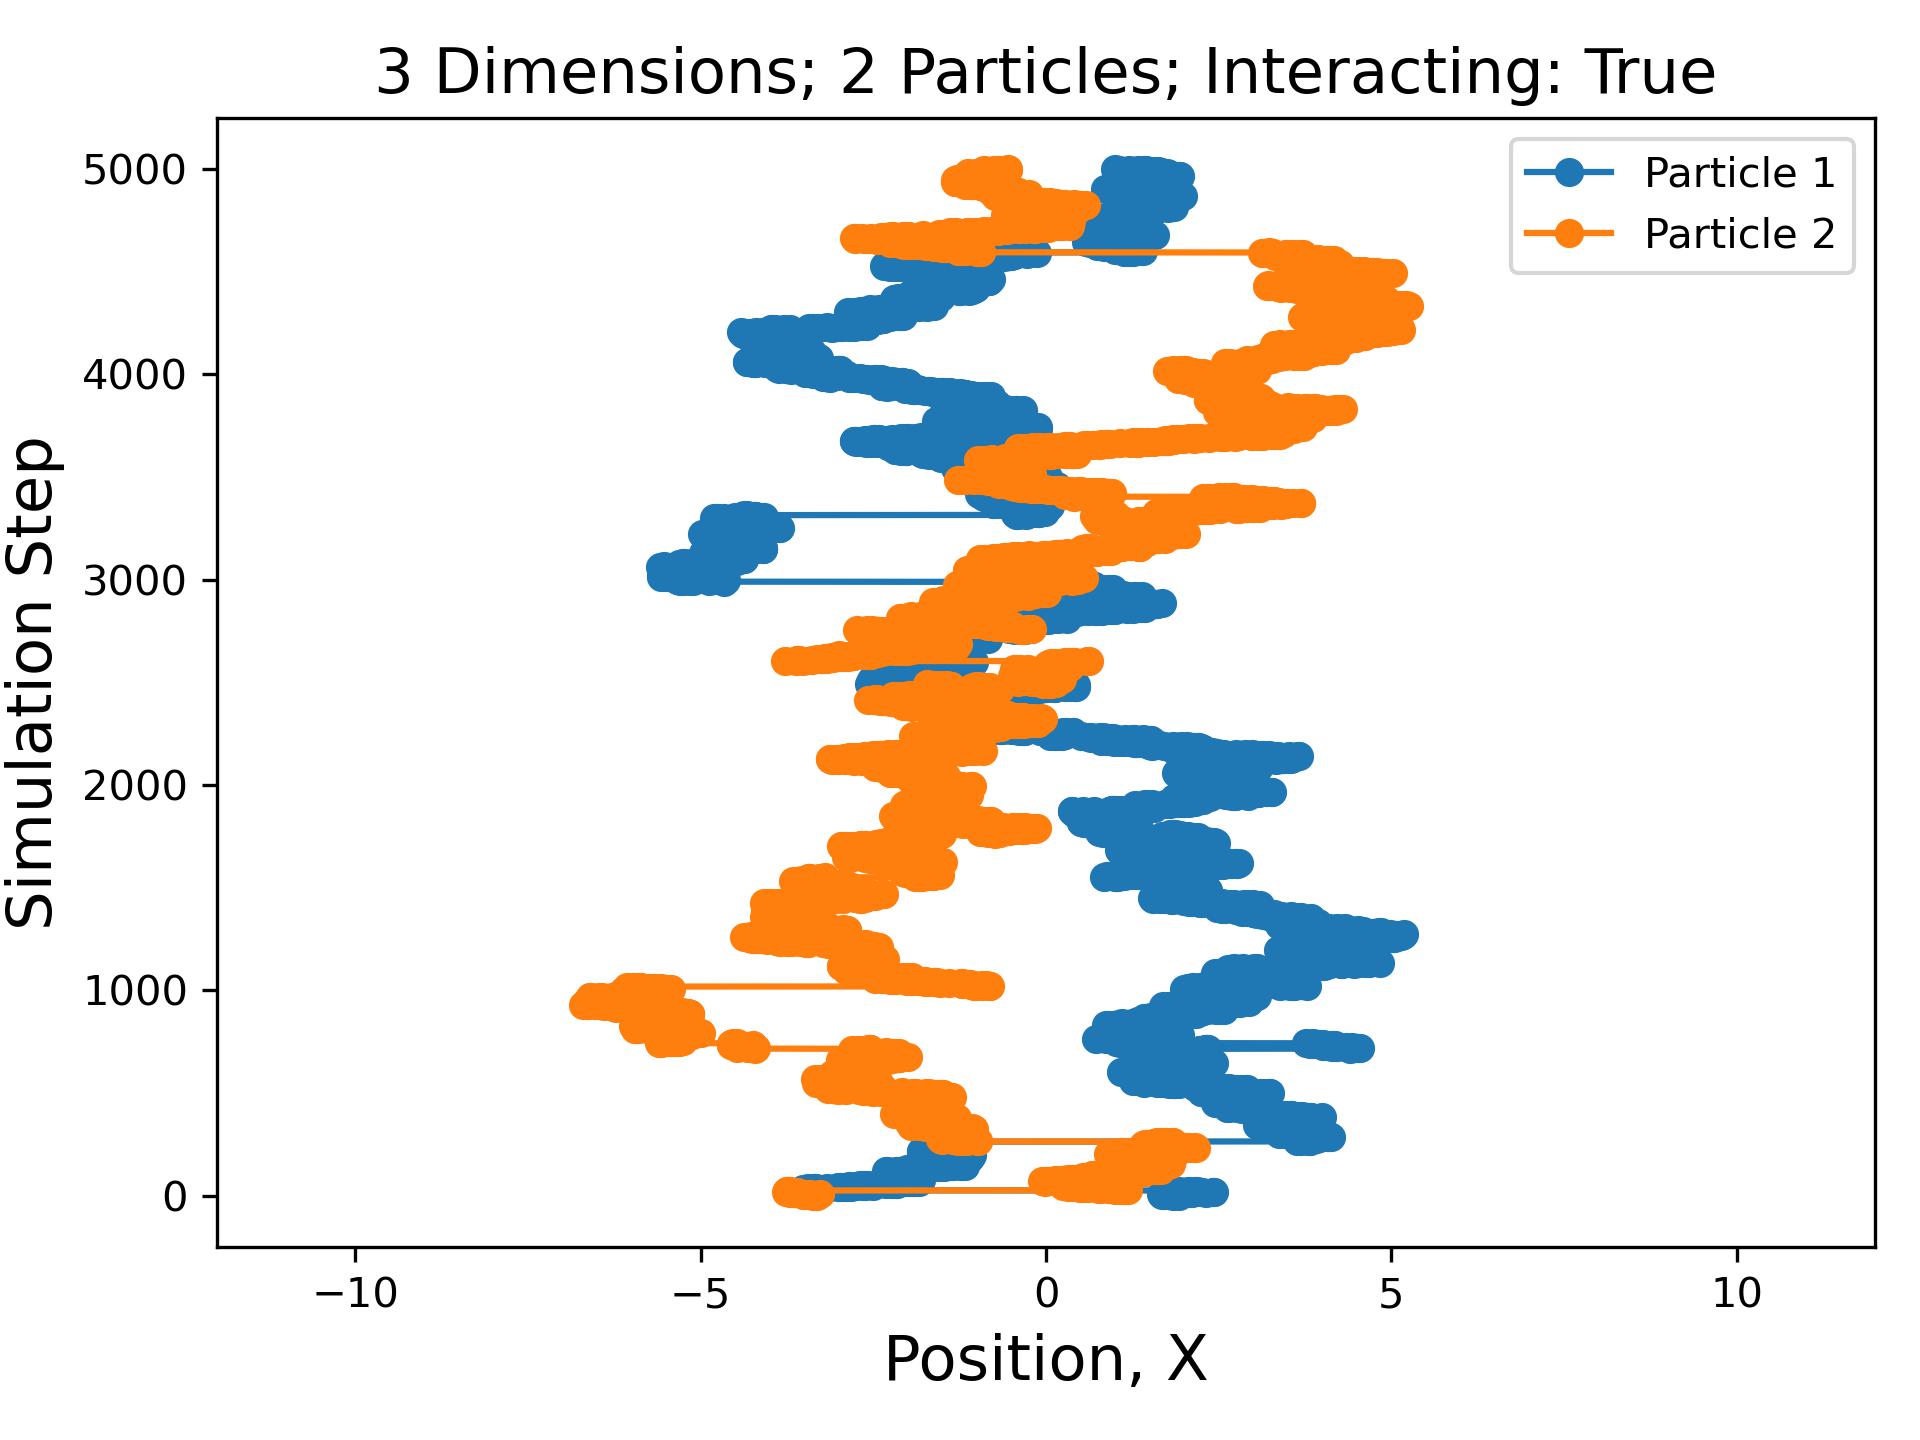 3 Dimensions; 2 Particles; Interacting: True
Particle 1
Particle 2
5000
4000
3000
2000
1000
0
Simulation Step
−10
−5
0
5
10
Position, X